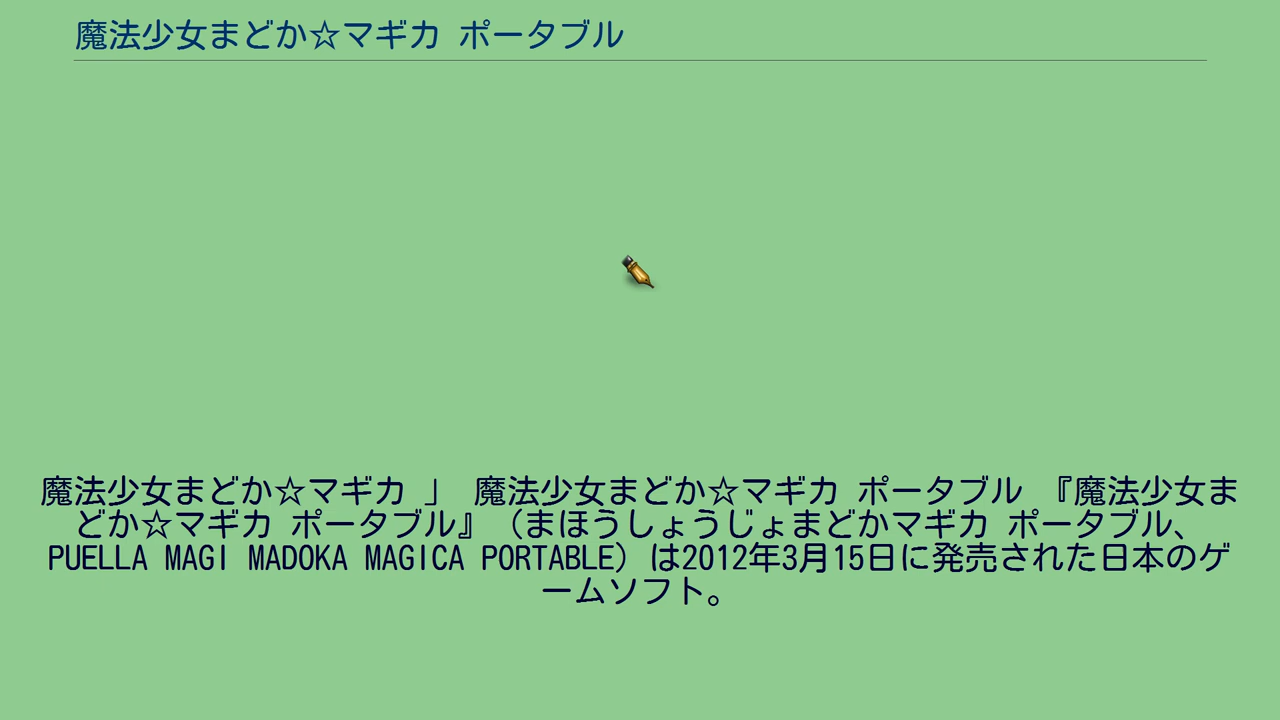 魔法少女まどか☆マギカ ポータブル
魔法少女まどか☆マギカ 」 魔法少女まどか☆マギカ ポータブル 『魔法少女ま
どか☆マギカ ポータブル』（まほうしょうじょまどかマギカ ポータブル、
PUELLA MAGI MADOKA MAGICA PORTABLE）は2012年3月15日に発売された日本のゲ
ームソフト。